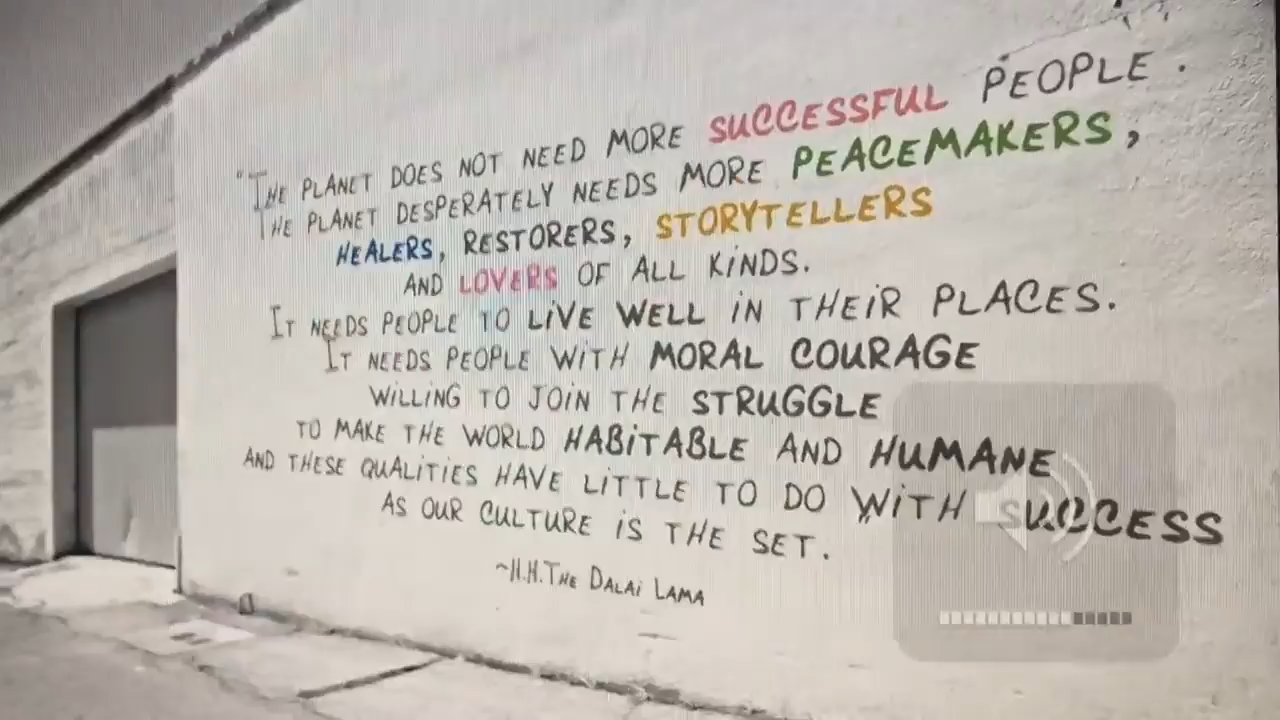 "THE PLANET DOES NOT NEED MORE SUCCESSFUL PEOPLE.
THE PLANET DESPERATELY NEEDS MORE PEACEMAKERS,
HEALERS, RESTORERS, STORYTELLERS
AND LOVERS OF ALL KINDS.
IT NEEDS PEOPLE TO LIVE WELL IN THEIR PLACES.
IT NEEDS PEOPLE WITH MORAL COURAGE
WILLING TO JOIN THE STRUGGLE
TO MAKE THE WORLD HABITABLE AND HUMANE
AND THESE QUALITIES HAVE LITTLE TO DO WITH SUCCESS
AS OUR CULTURE IS THE SET.
~H.H. THE DALAI LAMA